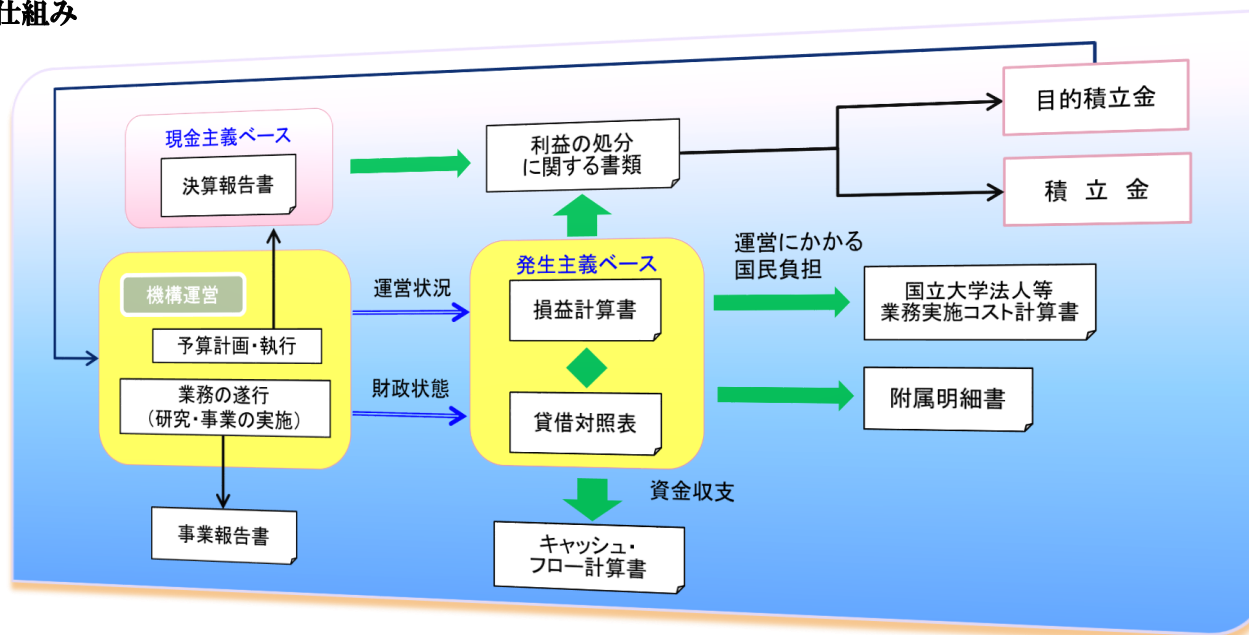 仕組み
目的積立金
現金主義ベース
決算報告書
利益の処分
に関する書類
積 立 金
機構運営
予算計画・執行
業務の遂行
(研究・事業の実施)
運営状況
財政状態
発生主義ベース
損益計算書
貸借対照表
運営にかかる
国民負担
国立大学法人等
業務実施コスト計算書
附属明細書
事業報告書
資金収支
キャッシュ・
フロー計算書